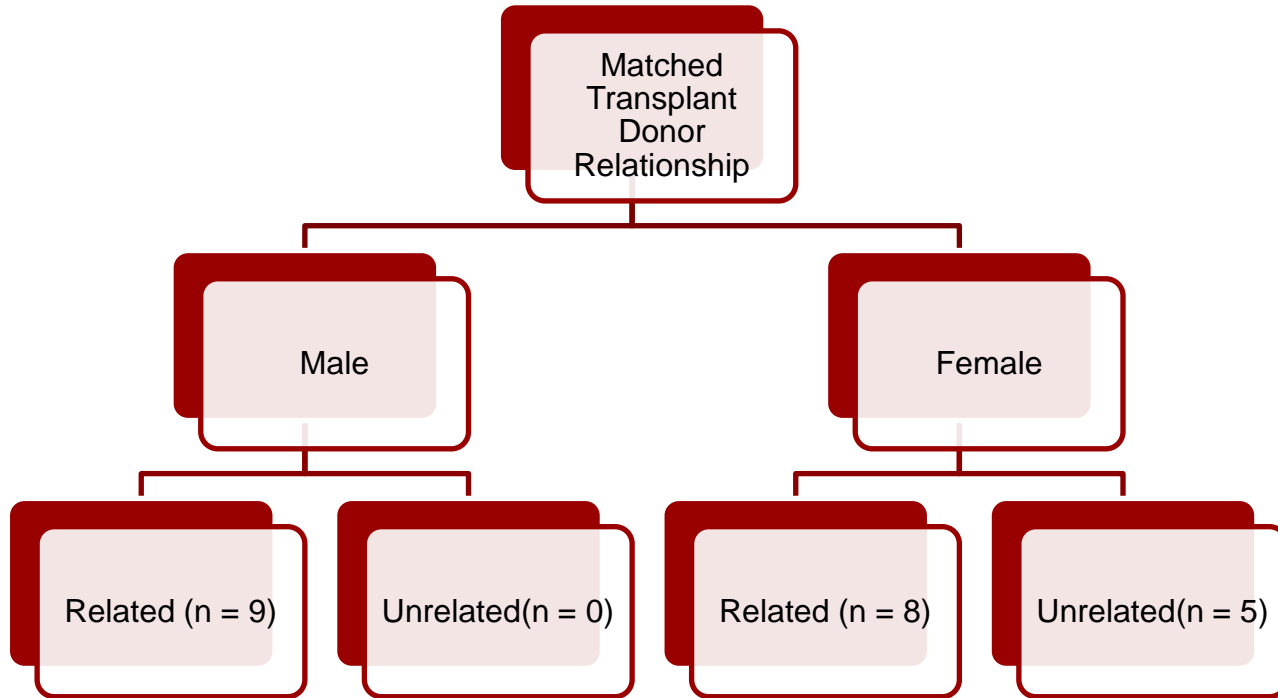 Matched
Transplant
Donor
Relationship
Male
Female
Related (n = 9)
Unrelated(n = 0)
Related (n = 8)
Unrelated(n = 5)